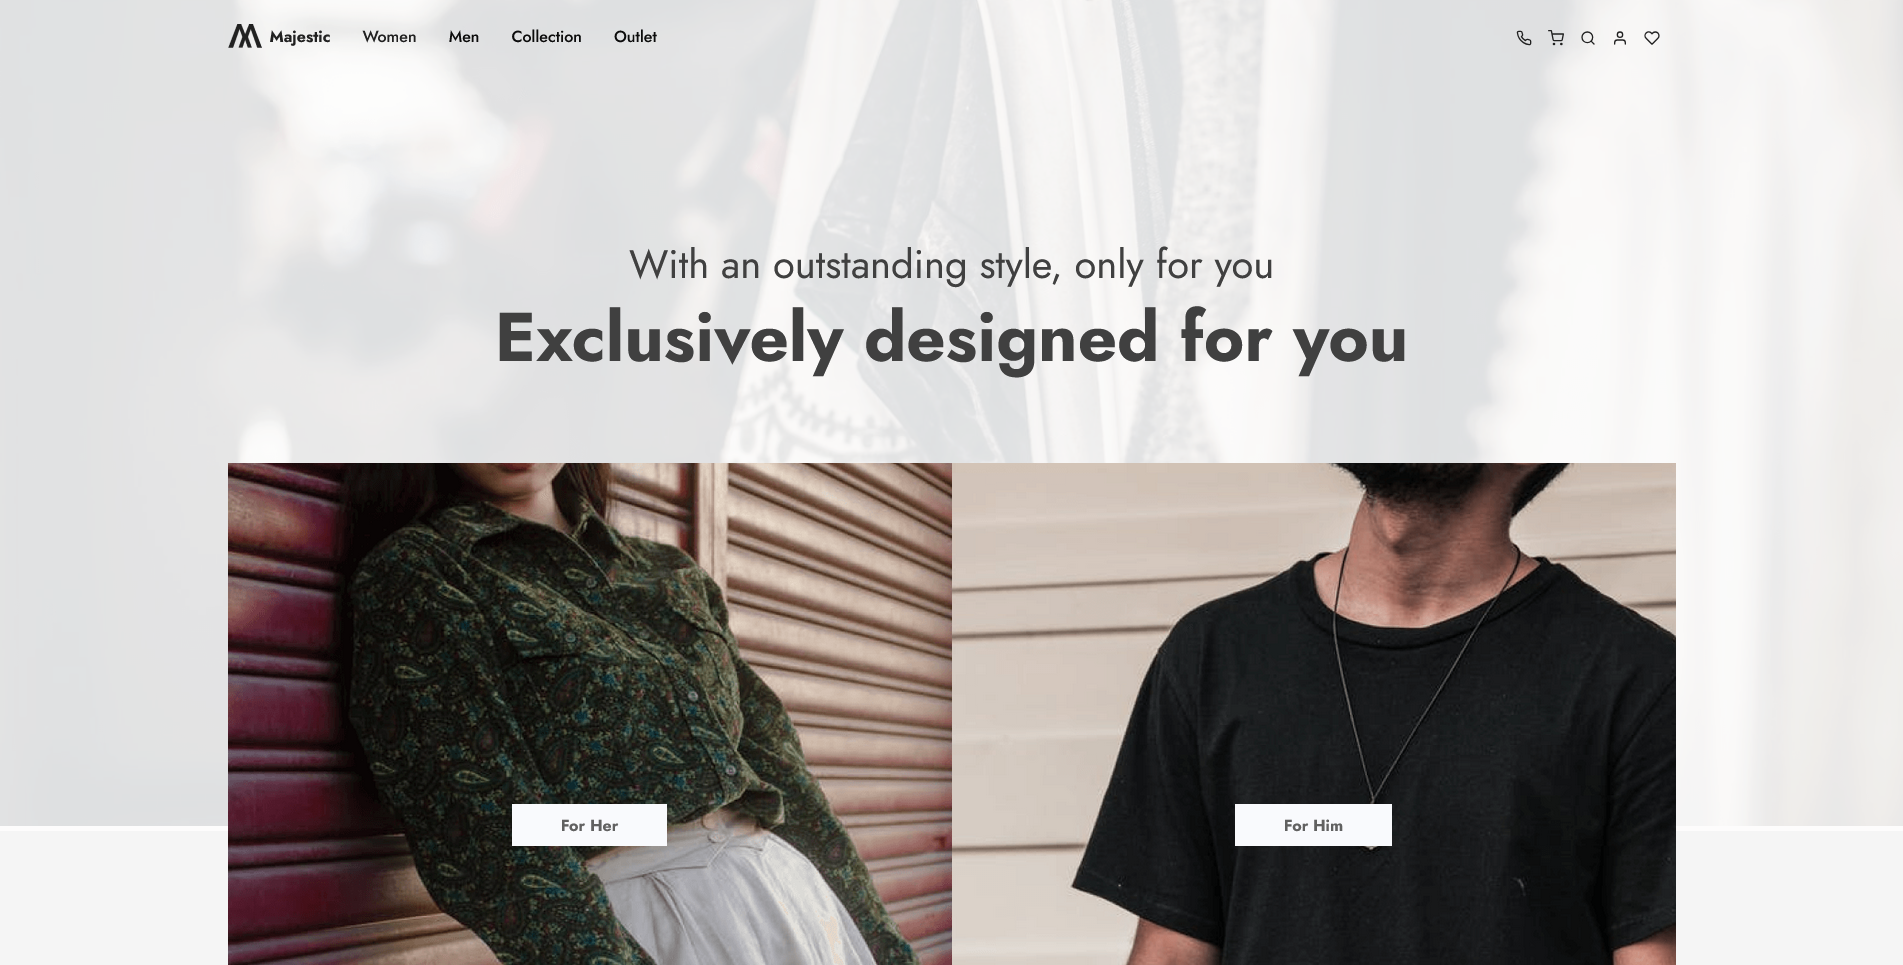 Majestic Women Men Collection Outlet
With an outstanding style, only for you
Exclusively designed for you
For Her
For Him